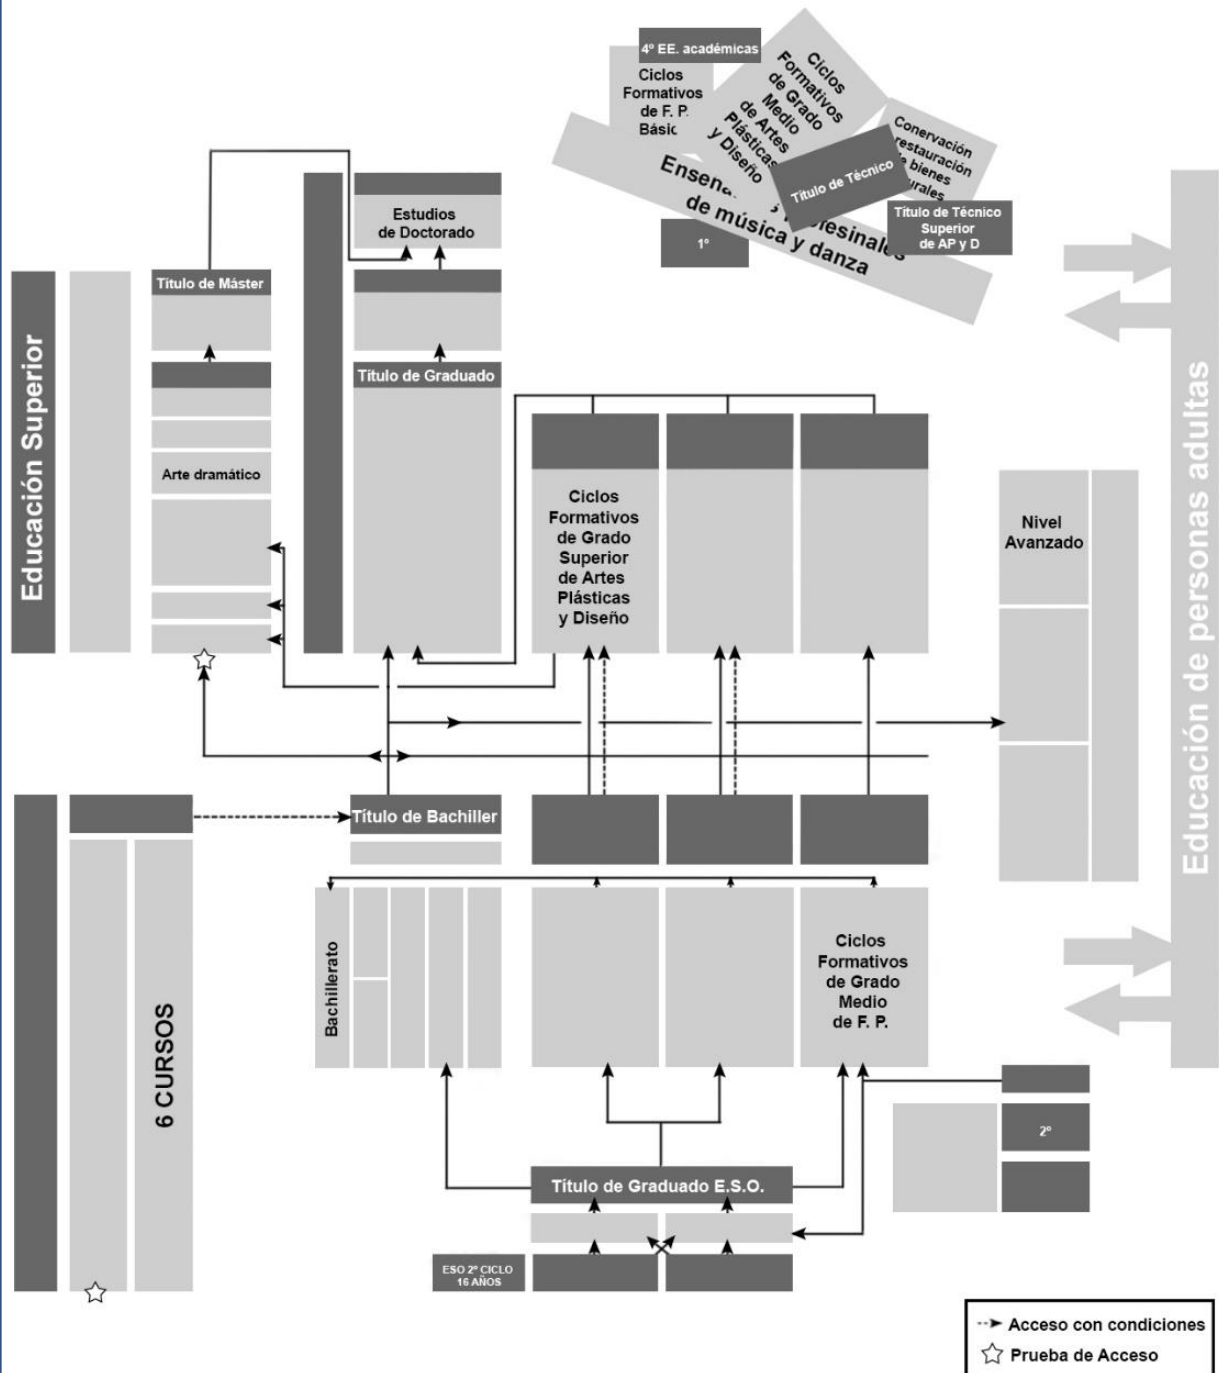 4º EE. académicas
Ciclos
Formativos
de F. P.
Básic
Ciclos
Formativos
de Grado
Medio
de Artes
Plásticas
y Diseño
Conervación
restauración
bienes
Título de Técnico
Título de Técnico
Superior
de AP y D
de música y danza
1º
Estudios
de Doctorado
Título de Máster
Título de Graduado
Educación Superior
Arte dramático
Ciclos
Formativos
de Grado
Superior
de Artes
Plásticas
y Diseño
Nivel
Avanzado
Educación de personas adultas
Título de Bachiller
Bachillerato
6 CURSOS
Ciclos
Formativos
de Grado
Medio
de F. P.
2º
Título de Graduado E.S.O.
ESO 2º CICLO
16 AÑOS
Acceso con condiciones
Prueba de Acceso